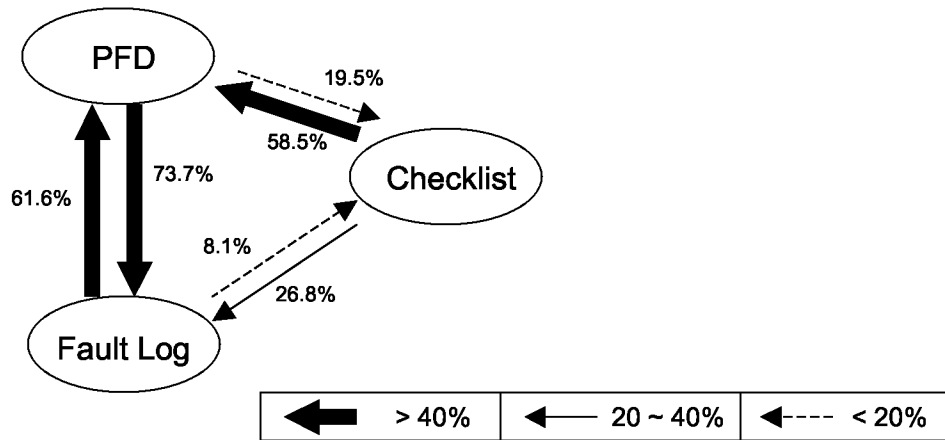 PFD
19.5%
58.5%
Checklist
73.7%
61.6%
8.1%
26.8%
Fault Log
> 40%
20 ~ 40%
< 20%